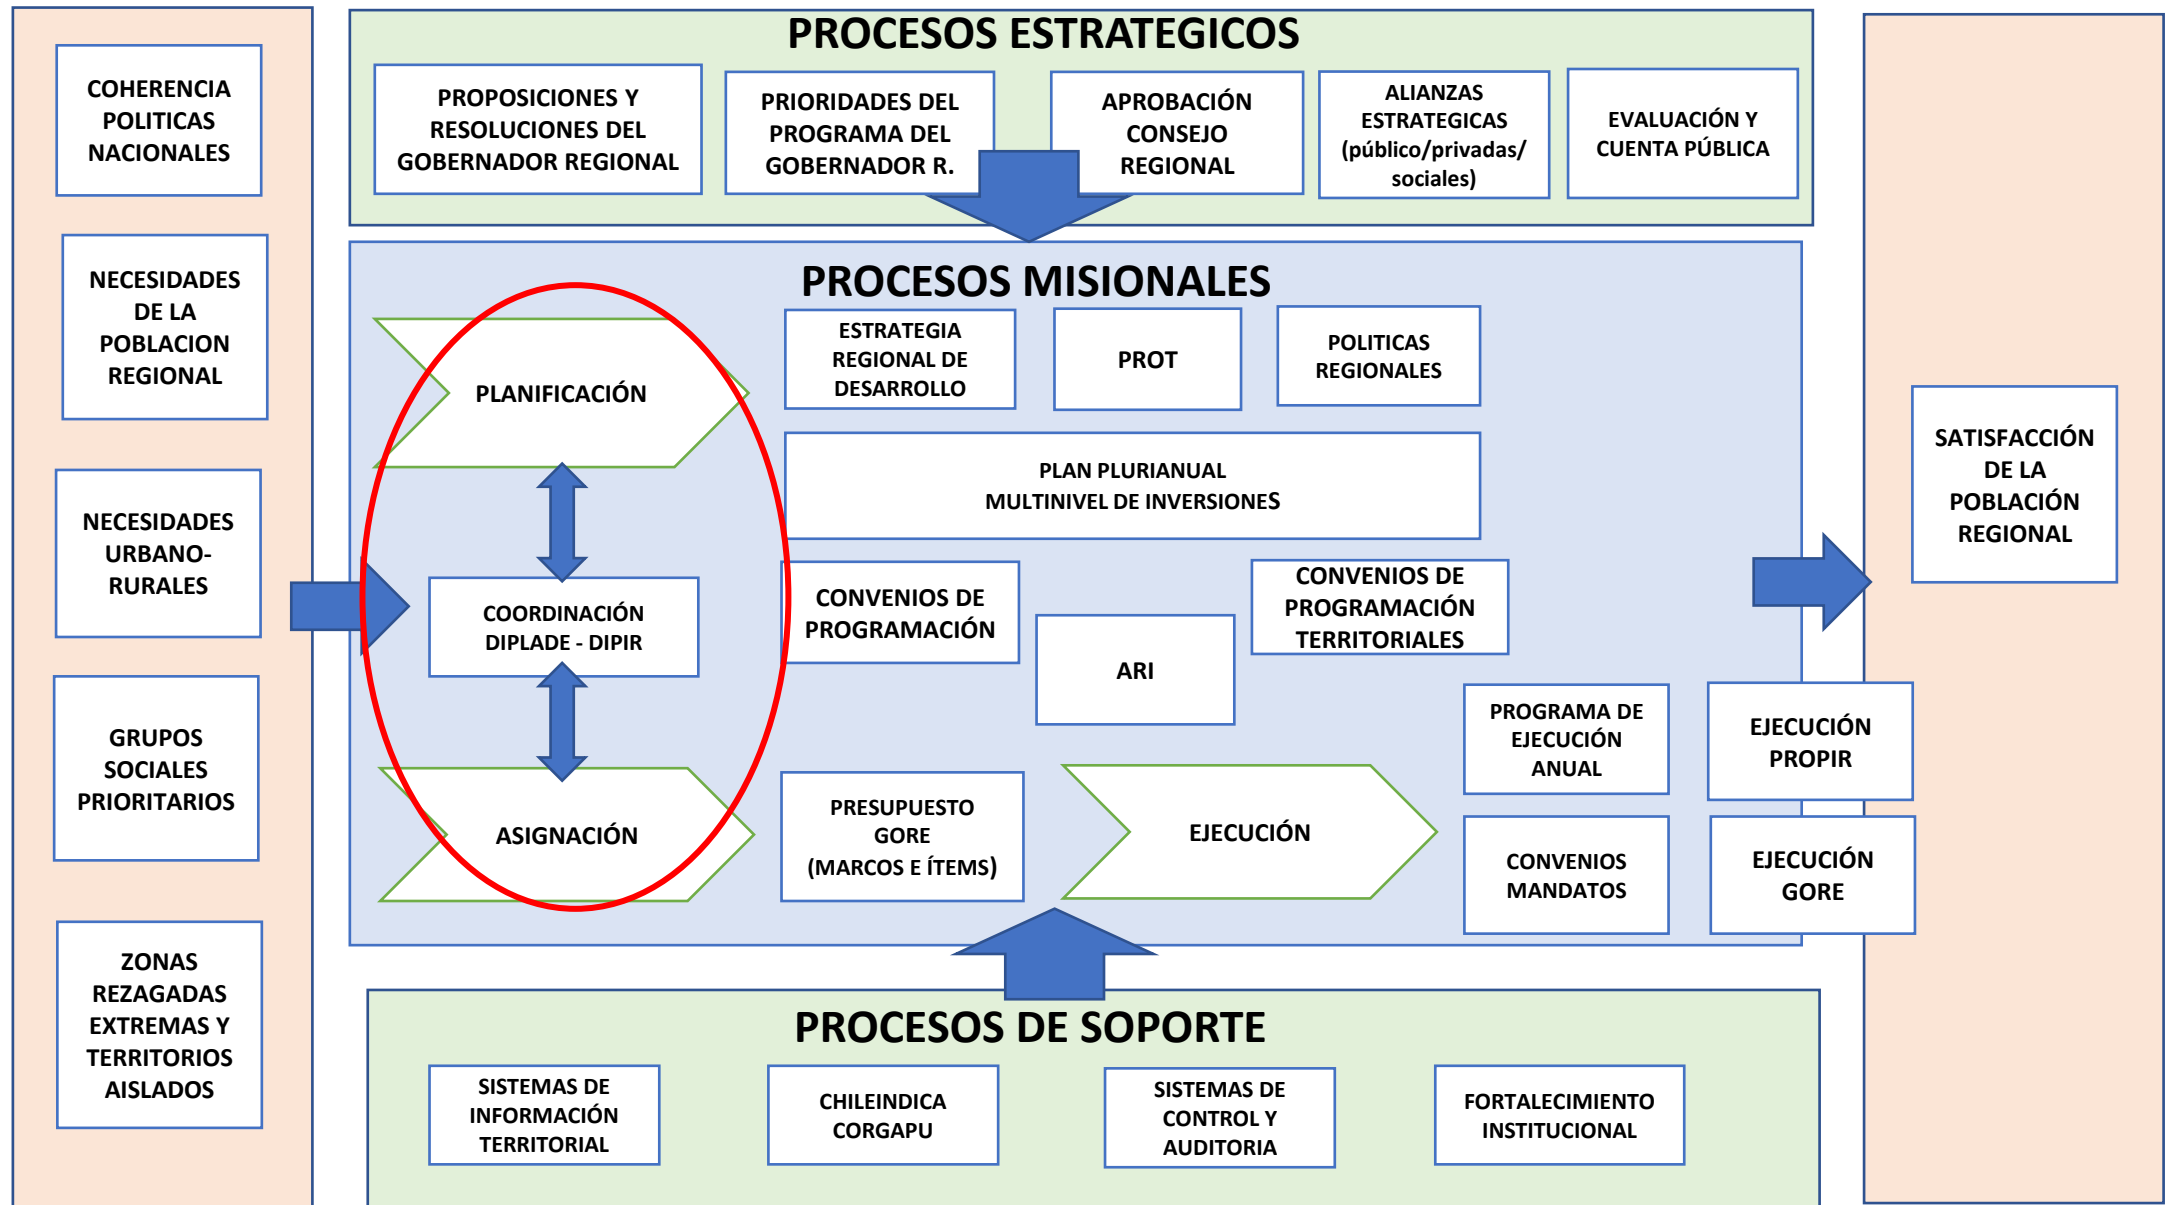 COHERENCIA
POLITICAS
NACIONALES
NECESIDADES
DE LA
POBLACION
REGIONAL
NECESIDADES
URBANO-
RURALES
GRUPOS
SOCIALES
PRIORITARIOS
ZONAS
REZAGADAS
EXTREMAS Y
TERRITORIOS
AISLADOS
PROCESOS ESTRATEGICOS
PROPOSICIONES Y
RESOLUCIONES DEL
GOBERNADOR REGIONAL
PRIORIDADES DEL
PROGRAMA DEL
GOBERNADOR R.
APROBACIÓN
CONSEJO
REGIONAL
ALIANZAS
ESTRATEGICAS
(público/privadas/
sociales)
EVALUACIÓN Y
CUENTA PÚBLICA
PROCESOS MISIONALES
PLANIFICACIÓN
ESTRATEGIA
REGIONAL DE
DESARROLLO
PROT
POLITICAS
REGIONALES
PLAN PLURIANUAL
MULTINIVEL DE INVERSIONES
COORDINACIÓN
DIPLADE - DIPIR
CONVENIOS DE
PROGRAMACIÓN
ARI
CONVENIOS DE
PROGRAMACIÓN
TERRITORIALES
ASIGNACIÓN
PRESUPUESTO
GORE
(MARCOS E ÍTEMS)
EJECUCIÓN
PROGRAMA DE
EJECUCIÓN
ANUAL
CONVENIOS
MANDATOS
EJECUCIÓN
PROPIR
EJECUCIÓN
GORE
PROCESOS DE SOPORTE
SISTEMAS DE
INFORMACIÓN
TERRITORIAL
CHILEINDICA
CORGAPU
SISTEMAS DE
CONTROL Y
AUDITORIA
FORTALECIMIENTO
INSTITUCIONAL
SATISFACCIÓN
DE LA
POBLACIÓN
REGIONAL